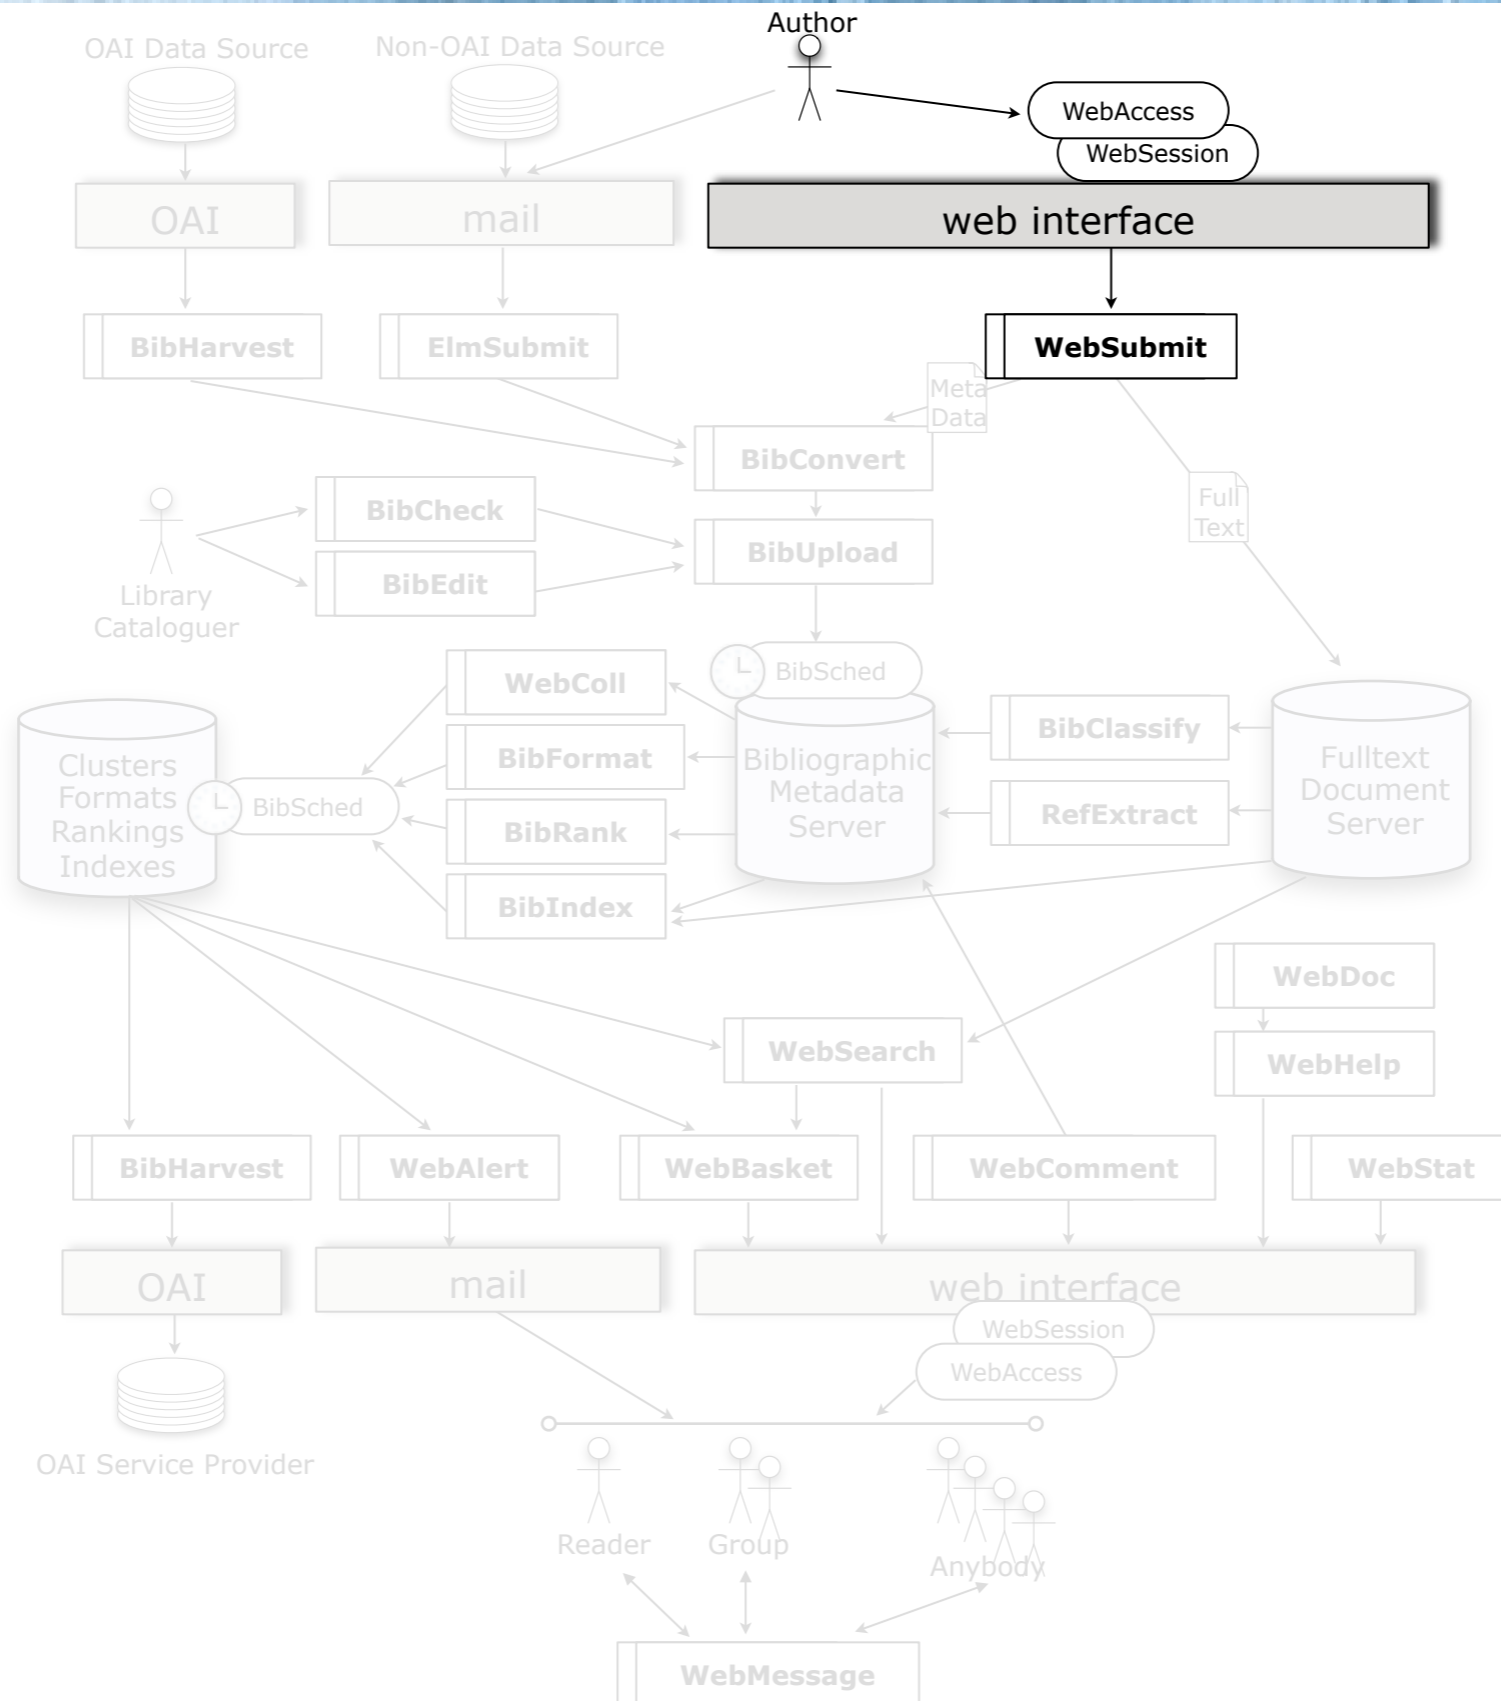 Author
OAI Data Source
Non-OAI Data Source
WebAccess
WebSession
OAI
mail
web interface
BibHarvest
ElmSubmit
WebSubmit
Meta
Data
BibConvert
Full
Text
BibCheck
BibUpload
BibEdit
Library
Cataloguer
BibSched
WebColl
BibClassify
Bibliographic
Metadata
Server
Fulltext
Document
Server
Clusters
Formats
Rankings
Indexes
BibFormat
BibSched
RefExtract
BibRank
BibIndex
WebDoc
WebSearch
WebHelp
BibHarvest
WebAlert
WebBasket
WebComment
WebStat
OAI
mail
web interface
WebSession
WebAccess
OAI Service Provider
Reader
Group
Anybody
WebMessage